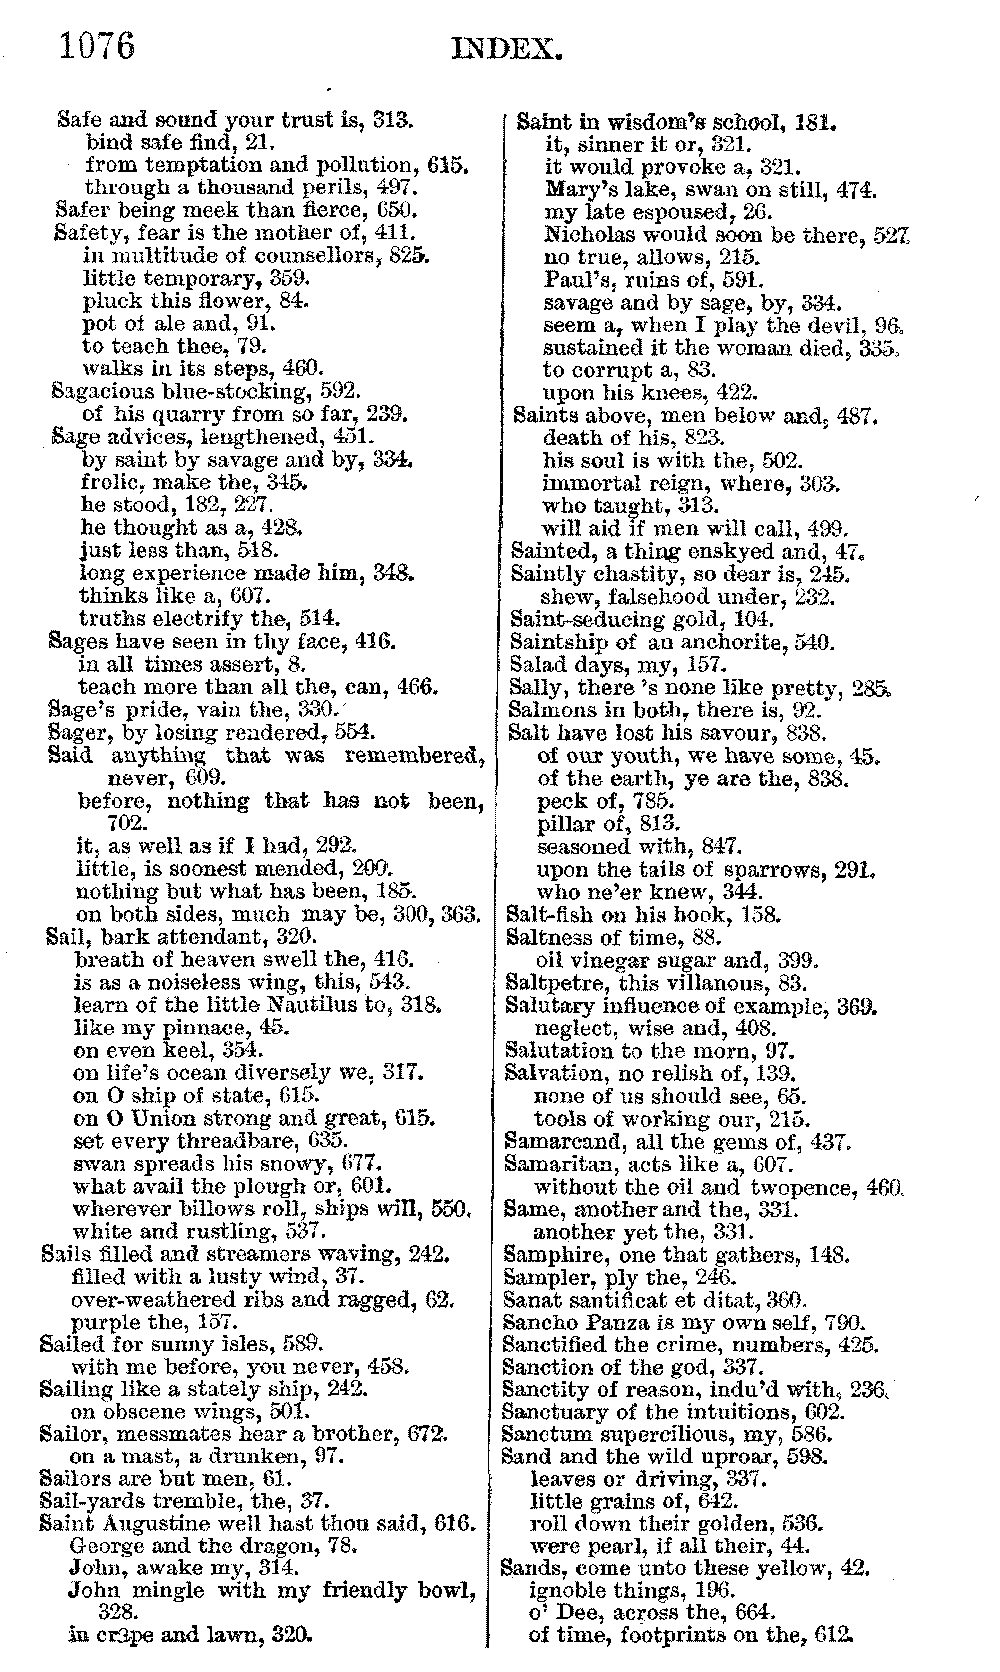 1076 INDEX.
Safe and sound your trust is, 313.
bind safe find, 21.
from temptation and pollution, 615.
through a thousand perils, 497.
Safer being meek than fierce, 650.
Safety, fear is the mother of, 411.
in multitude of counsellors, 825.
little temporary, 359.
pluck this flower, 84.
pot of ale and, 91.
to teach thee, 79.
walks in its steps, 460.
Sagacious blue-stocking, 592.
of his quarry from so far, 239.
Sage advices, lengthened, 451.
by saint by savage and by, 334.
frolic, make the, 345.
he stood, 182, 227.
he thought as a, 428.
just less than, 518.
long experience made him, 348.
thinks like a, 607.
truths electrify the, 514.
Sages have seen in thy face, 416.
in all times assert, 8.
teach more than all the, can, 466.
Sage's pride, vain the, 330.
Sager, by losing rendered, 554.
Said anything that was remembered,
never, 609.
before, nothing that has not been,
702.
it, as well as if I had, 292.
little, is soonest mended, 200.
nothing but what has been, 185.
on both sides, much may be, 300, 363.
Sail, bark attendant, 320.
breath of heaven swell the, 416.
is as a noiseless wing, this, 543.
learn of the little Nautilus to, 318.
like my pinnace, 45.
on even keel, 354.
on life's ocean diversely we, 317.
on O ship of state, 615.
on O Union strong and great, 615.
set every threadbare, 635.
swan spreads his snowy, 677.
what avail the plough or, 601.
wherever billows roll, ships will, 550.
white and rustling, 537.
Sails filled and streamers waving, 242.
filled with a lusty wind, 37.
over-weathered ribs and ragged, 62.
purple the, 157.
Sailed for sunny isles, 589.
with me before, you never, 458.
Sailing like a stately ship, 242.
on obscene wings, 501.
Sailor, messmates hear a brother, 672.
on a mast, a drunken, 97.
Sailors are but men, 61.
Sail-yards tremble, the, 37.
Saint Augustine well hast thou said, 616.
George and the dragon, 78.
John, awake my, 314.
John mingle with my friendly bowl,
328.
in crape and lawn, 320.
Saint in wisdom's school, 181.
it, sinner it or, 321.
it would provoke a, 321.
Mary's lake, swan on still, 474.
my late espoused, 26.
Nicholas would soon be there, 527.
no true, allows, 215.
Paul's, ruins of, 591.
savage and by sage, by, 334.
seem a, when I play the devil, 96.
sustained it the woman died, 335.
to corrupt a, 83.
upon his knees, 422.
Saints above, men below and, 487.
death of his, 823.
his soul is with the, 502.
immortal reign, where, 303.
who taught, 313.
will aid if men will call, 499.
Sainted, a thing enskyed and, 47.
Saintly chastity, so dear is, 245.
shew, falsehood under, 232.
Saint-seducing gold, 104.
Saintship of an anchorite, 540.
Salad days, my, 157.
Sally, there 's none like pretty, 285.
Salmons in both, there is, 92.
Salt have lost his savour, 838.
of our youth, we have some, 45.
of the earth, ye are the, 838.
peck of, 785.
pillar of, 813.
seasoned with, 847.
upon the tails of sparrows, 291.
who ne'er knew, 344.
Salt-fish on his hook, 158.
Saltness of time, 88.
oil vinegar sugar and, 399.
Saltpetre, this villanous, 83.
Salutary influence of example, 369.
neglect, wise and, 408.
Salutation to the morn, 97.
Salvation, no relish of, 139.
none of us should see, 65.
tools of working our, 215.
Samarcand, all the gems of, 437.
Samaritan, acts like a, 607.
without the oil and twopence, 460.
Same, another and the, 331.
another yet the, 331.
Samphire, one that gathers, 148.
Sampler, ply the, 246.
Sanat santificat et ditat, 360.
Sancho Panza is my own self, 790.
Sanctified the crime, numbers, 425.
Sanction of the god, 337.
Sanctity of reason, indu'd with, 236.
Sanctuary of the intuitions, 602.
Sanctum supercilious, my, 586.
Sand and the wild uproar, 598.
leaves or driving, 337.
little grains of, 642.
roll down their golden, 536.
were pearl, if all their, 44.
Sands, come unto these yellow, 42.
ignoble things, 196.
o' Dee, across the, 664.
of time, footprints on the, 612.